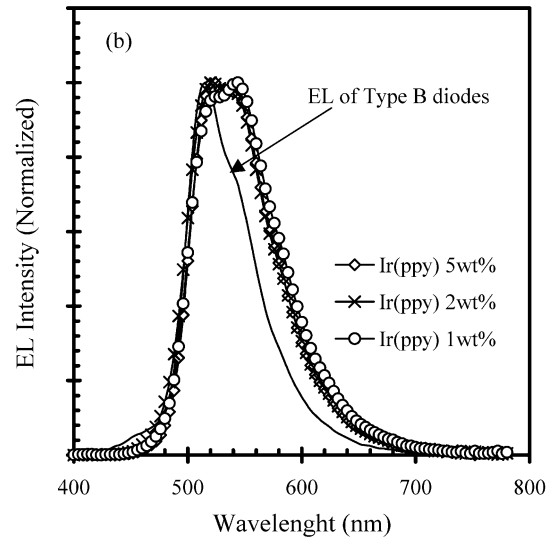 (b)
EL of Type B diodes
EL Intensity (Normalized)
Ir(ppy) 5wt%
Ir(ppy) 2wt%
Ir(ppy) 1wt%
400 500 600 700 800
Wavelenght (nm)